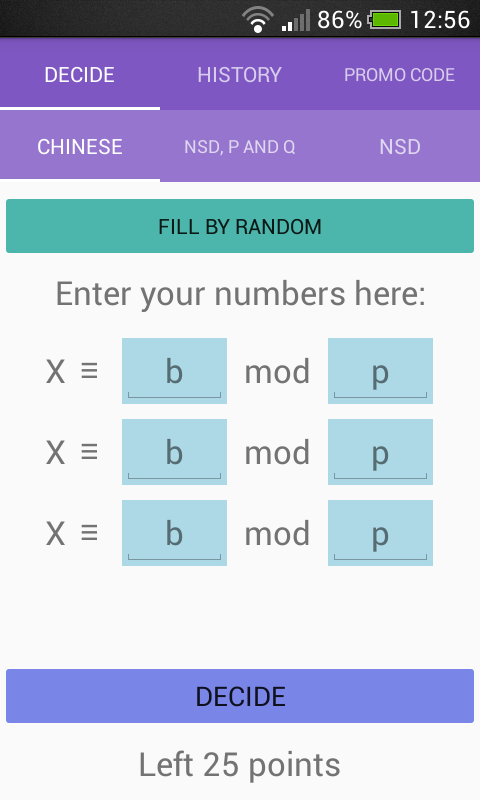 86% 12:56
DECIDE HISTORY PROMO CODE
CHINESE NSD, P AND Q NSD
FILL BY RANDOM
Enter your numbers here:
X ≡ b mod p
X ≡ b mod p
X ≡ b mod p
DECIDE
Left 25 points